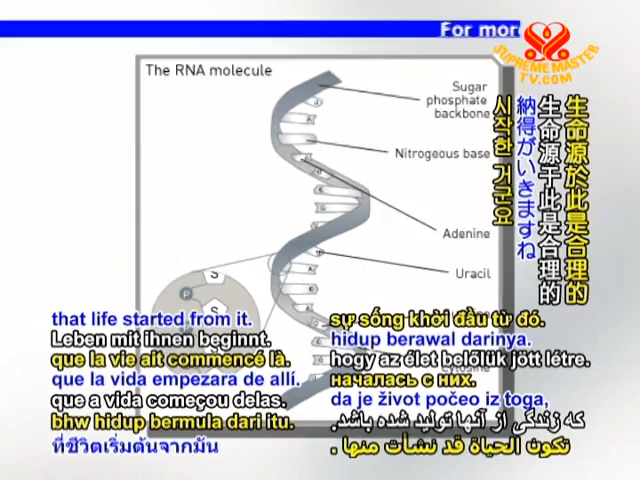 For mor
SUPREME MASTER
TV.COM
The RNA molecule
Sugar
phosphate
backbone
Nitrogeous base
Adenine
Uracil
生命源於此是合理的
生命源于此是合理的
納得がいきますね
시작한 거군요
S
P
S
that life started from it.
Leben mit ihnen beginnt.
que la vie ait commencé là.
que la vida empezara de allí.
que a vida começou delas.
bhw hidup bermula dari itu.
ที่ชีวิตเริ่มต้นจากมัน
sự sống khởi đầu từ đó.
hidup berawal darinya.
hogy az élet belőlük jött létre.
началась с них.
da je život počeo iz toga,
که زندگی از آنها تولید شده باشد.
تكون الحياة قد نشأت منها .